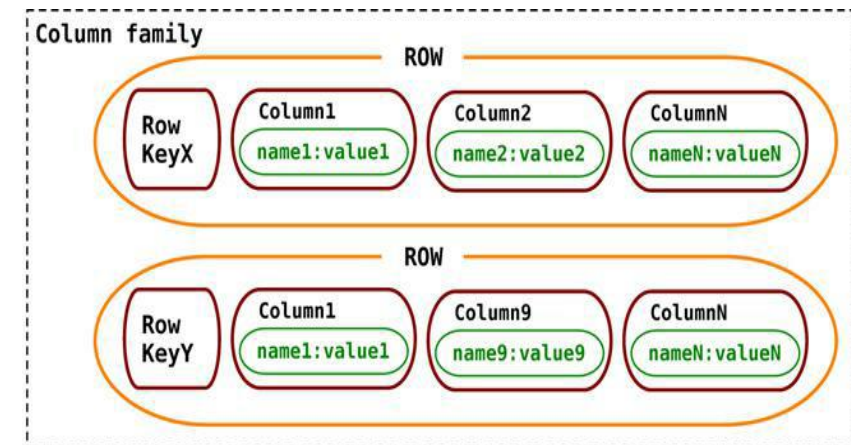 Column family
ROW
Row
KeyX
Column1
name1:value1
Column2
name2:value2
ColumnN
nameN:valueN
ROW
Row
KeyY
Column1
name1:value1
Column9
name9:value9
ColumnN
nameN:valueN